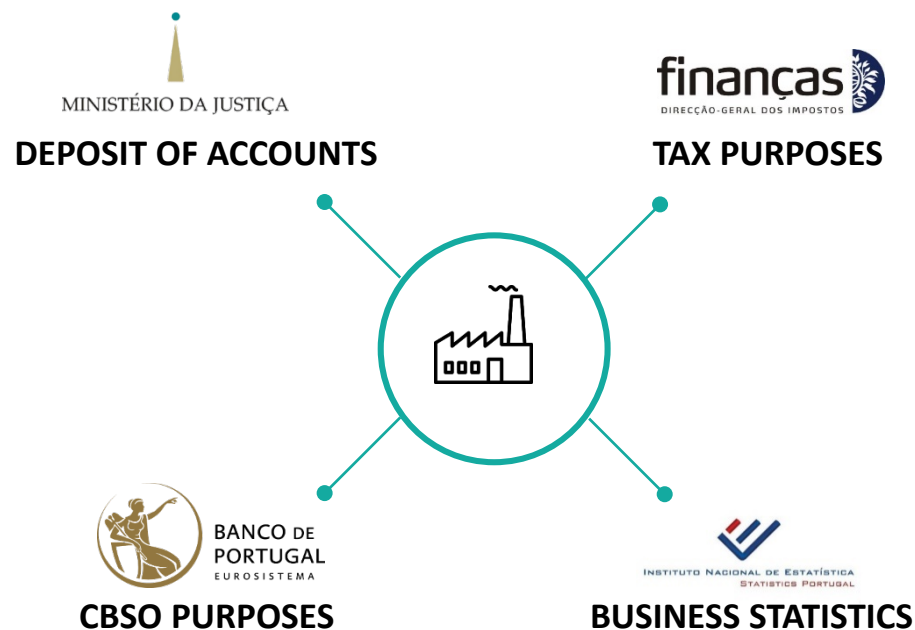 MINISTÉRIO DA JUSTIÇA
DEPOSIT OF ACCOUNTS
finanças
DIRECÇÃO-GERAL DOS IMPOSTOS
TAX PURPOSES
BANCO DE
PORTUGAL
EUROSISTEMA
CBSO PURPOSES
INSTITUTO NACIONAL DE ESTATÍSTICA
STATISTICS PORTUGAL
BUSINESS STATISTICS